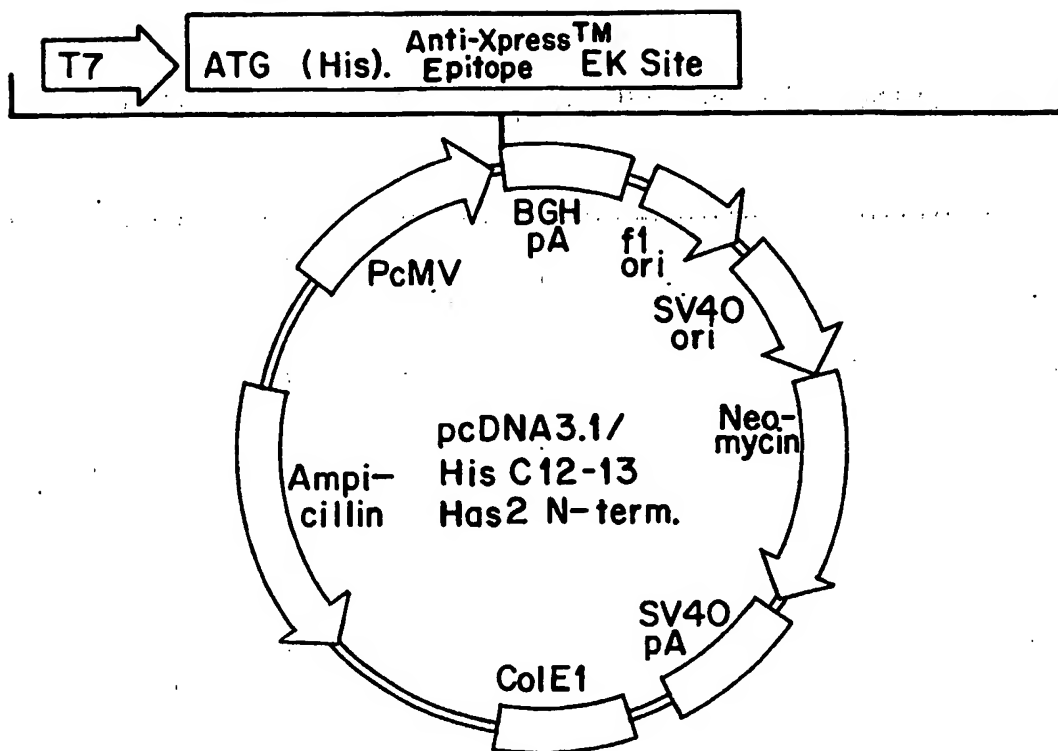 T7
ATG (His). Anti-Xpress™ Epitope EK Site
BGH
pA
f1
ori
PcMV
SV40
ori
Neo-
mycin
pcDNA3.1/
His C12-13
Has2 N-term.
Ampi-
cillin
SV40
pA
ColE1